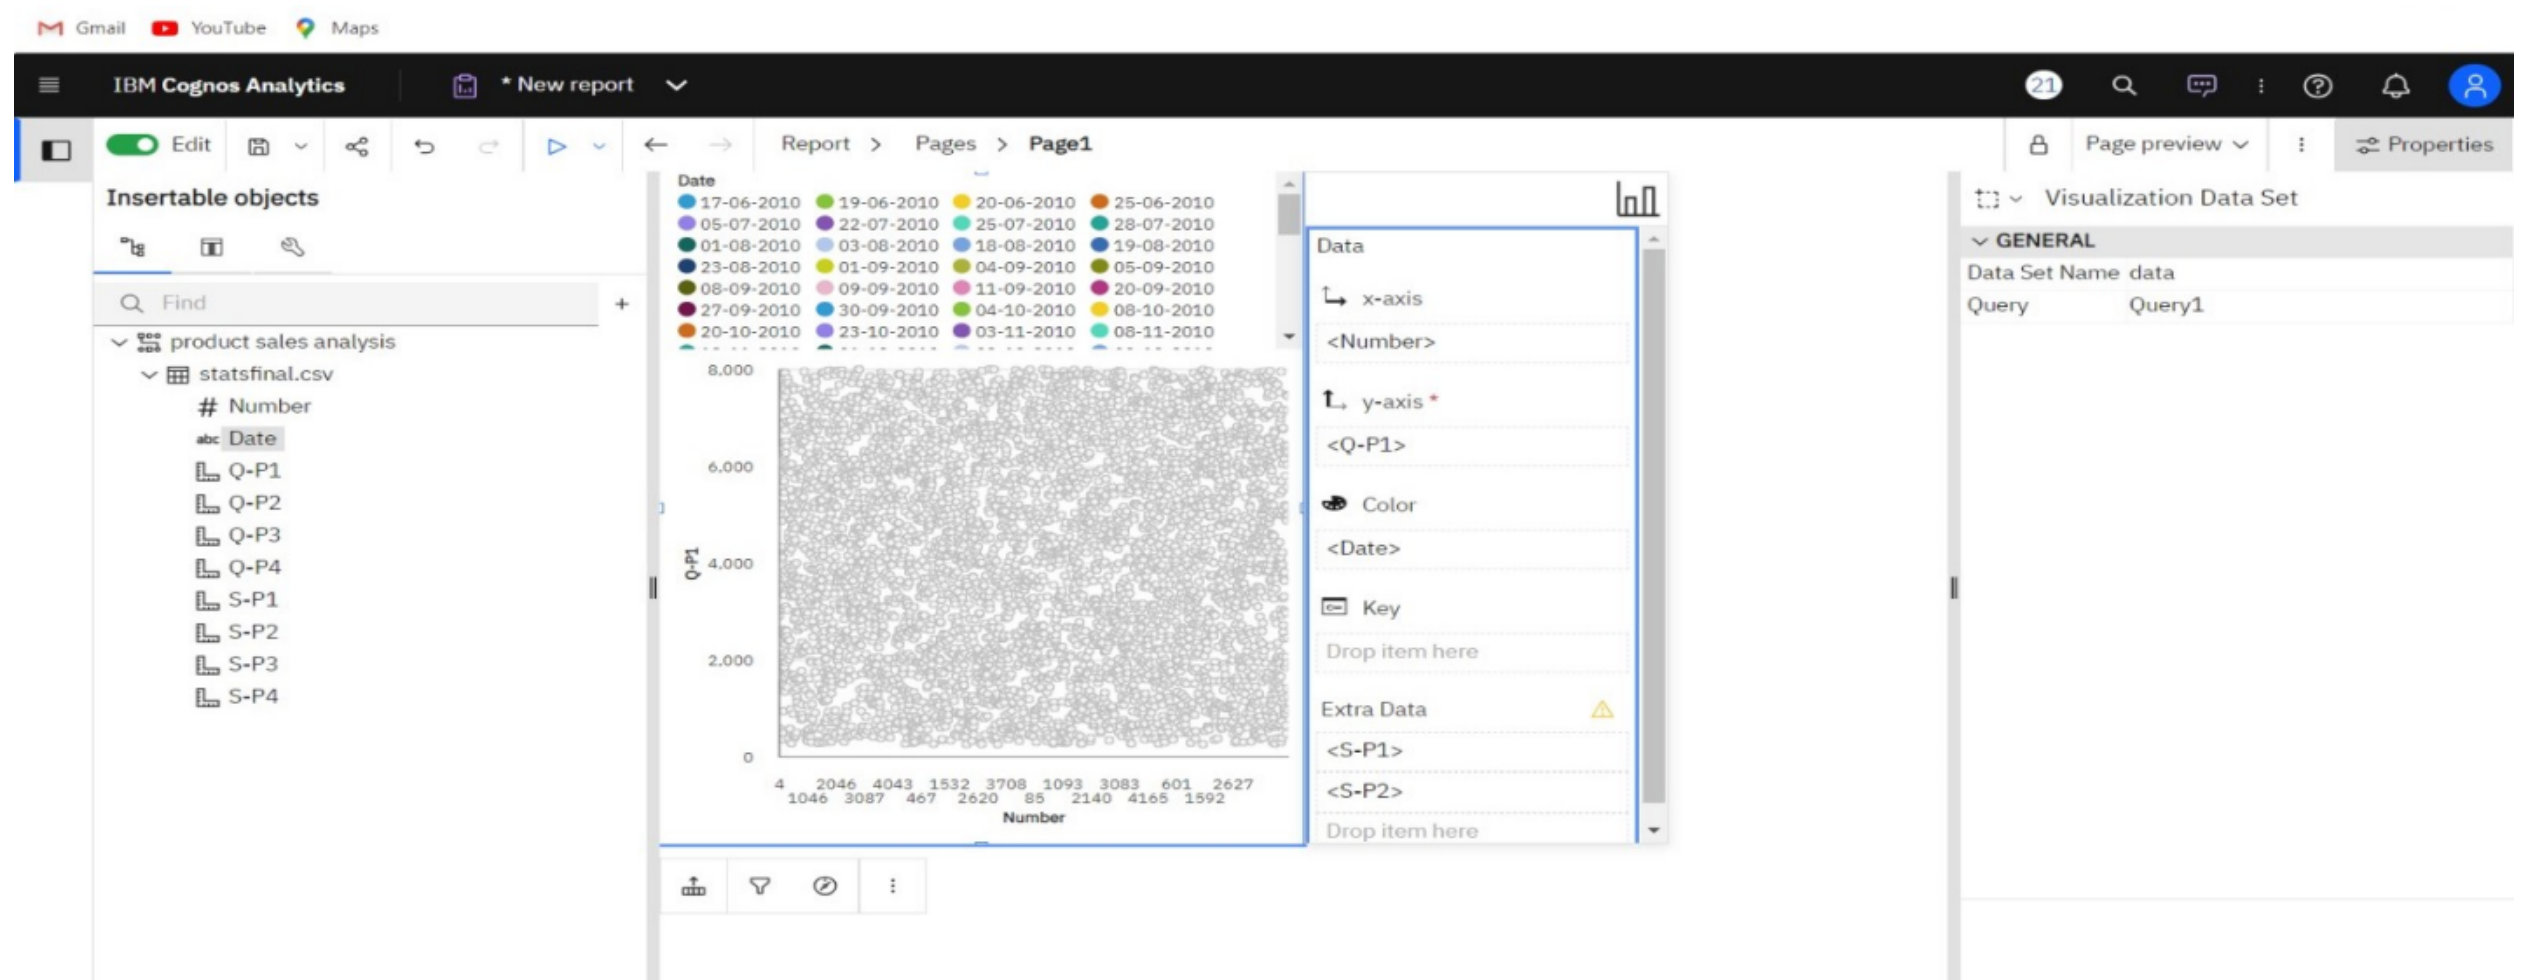 Gmail YouTube Maps
IBM Cognos Analytics * New report 21
Edit Report > Pages > Page1 Page preview Properties
Insertable objects
Find
product sales analysis
statsfinal.csv
# Number
abc Date
Q-P1
Q-P2
Q-P3
Q-P4
S-P1
S-P2
S-P3
S-P4
Date
17-06-2010 19-06-2010 20-06-2010 25-06-2010
05-07-2010 22-07-2010 25-07-2010 28-07-2010
01-08-2010 03-08-2010 18-08-2010 19-08-2010
23-08-2010 01-09-2010 04-09-2010 05-09-2010
08-09-2010 09-09-2010 11-09-2010 20-09-2010
27-09-2010 30-09-2010 04-10-2010 08-10-2010
20-10-2010 23-10-2010 03-11-2010 08-11-2010
8,000
6,000
4,000
2,000
0
Q-P1
4 2046 4043 1532 3708 1093 3083 601 2627
1046 3087 467 2620 85 2140 4165 1592
Number
Data
x-axis
<Number>
y-axis *
<Q-P1>
Color
<Date>
Key
Drop item here
Extra Data
<S-P1>
<S-P2>
Drop item here
Visualization Data Set
GENERAL
Data Set Name data
Query Query1